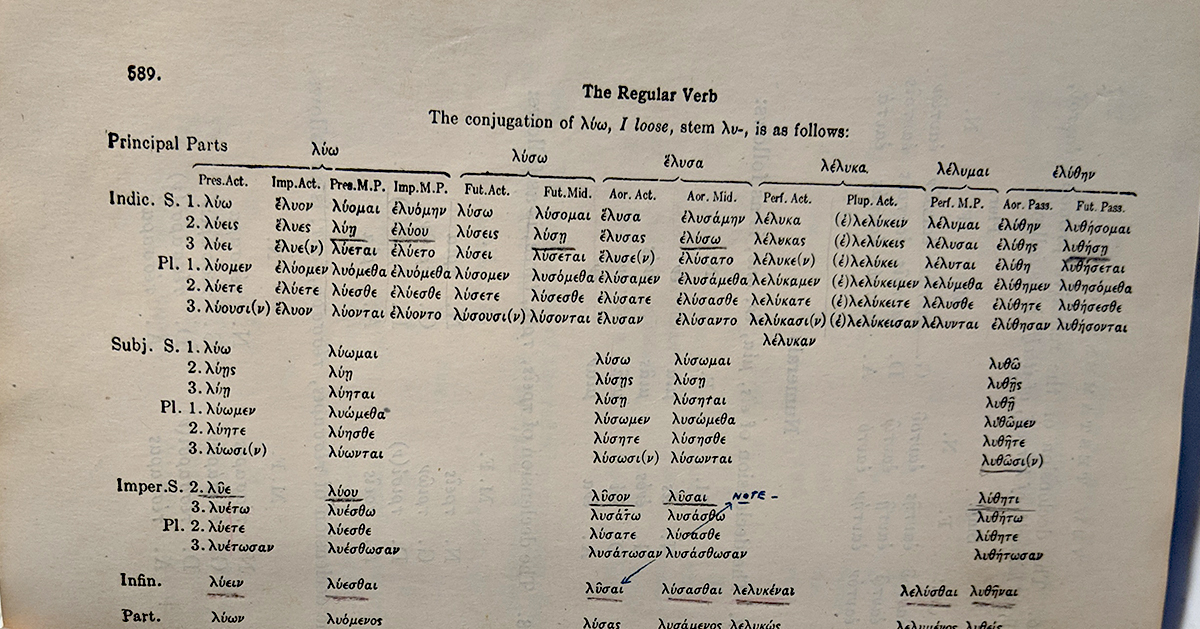 589.
The Regular Verb
The conjugation of λύω, I loose, stem λυ-, is as follows:
Principal Parts λύω λύσω ἔλυσα λέλυκα λέλυμαι ἐλύθην
Pres.Act. Imp.Act. Pres.M.P. Imp.M.P. Fut.Act. Fut.Mid. Aor. Act. Aor. Mid. Perf. Act. Plup. Act. Perf. M.P. Aor. Pass. Fut. Pass.
Indic. S. 1. λύω ἔλυον λύομαι ἐλυόμην λύσω λύσομαι ἔλυσα ἐλυσάμην λέλυκα (ἐ)λελύκειν λέλυμαι ἐλύθην λυθήσομαι
2. λύεις ἔλυες λύῃ ἐλύου λύσεις λύσῃ ἔλυσας ἐλύσω λέλυκας (ἐ)λελύκεις λέλυσαι ἐλύθης λυθήσῃ
3 λύει ἔλυε(ν) λύεται ἐλύετο λύσει λύσεται ἔλυσε(ν) ἐλύσατο λέλυκε(ν) (ἐ)λελύκει λέλυται ἐλύθη λυθήσεται
Pl. 1. λύομεν ἐλύομεν λυόμεθα ἐλυόμεθα λύσομεν λυσόμεθα ἐλύσαμεν ἐλυσάμεθα λελύκαμεν (ἐ)λελύκειμεν λελύμεθα ἐλύθημεν λυθησόμεθα
2. λύετε ἐλύετε λύεσθε ἐλύεσθε λύσετε λύσεσθε ἐλύσατε ἐλύσασθε λελύκατε (ἐ)λελύκειτε λέλυσθε ἐλύθητε λυθήσεσθε
3. λύουσι(ν) ἔλυον λύονται ἐλύοντο λύσουσι(ν) λύσονται ἔλυσαν ἐλύσαντο λελύκασι(ν) (ἐ)λελύκεισαν λέλυνται ἐλύθησαν λυθήσονται
λέλυκαν
Subj. S. 1. λύω λύωμαι λύσω λύσωμαι λυθῶ
2. λύῃς λύῃ λύσῃς λύσῃ λυθῇς
3. λύῃ λύηται λύσῃ λύσηται λυθῇ
Pl. 1. λύωμεν λυώμεθα λύσωμεν λυσώμεθα λυθῶμεν
2. λύητε λύησθε λύσητε λύσησθε λυθῆτε
3. λύωσι(ν) λύωνται λύσωσι(ν) λύσωνται λυθῶσι(ν)
Imper.S. 2. λῦε λύου λῦσον λῦσαι NOTE - λύθητι
3. λυέτω λυέσθω λυσάτω λυσάσθω λυθήτω
Pl. 2. λύετε λύεσθε λύσατε λύσασθε λύθητε
3. λυέτωσαν λυέσθωσαν λυσάτωσαν λυσάσθωσαν λυθήτωσαν
Infin. λύειν λύεσθαι λῦσαι λύσασθαι λελυκέναι λελύσθαι λυθῆναι
Part. λύων λυόμενος λύσας λυσάμενος λελυκώς λελυμένος λυθείς